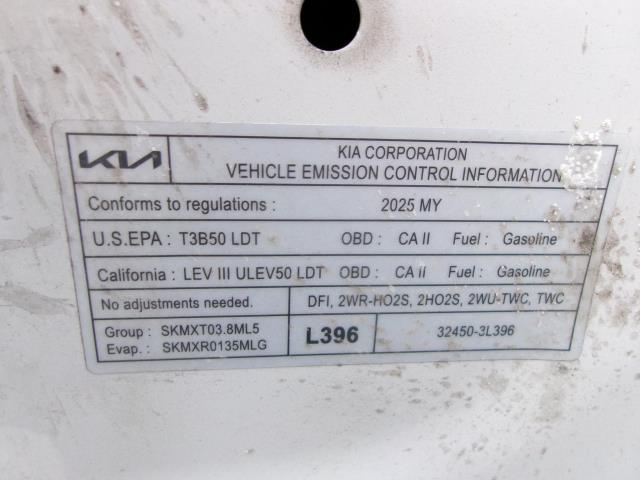 KIA
KIA CORPORATION
VEHICLE EMISSION CONTROL INFORMATION
Conforms to regulations : 2025 MY
U.S.EPA : T3B50 LDT OBD : CA II Fuel : Gasoline
California : LEV III ULEV50 LDT OBD : CA II Fuel : Gasoline
No adjustments needed. DFI, 2WR-HO2S, 2HO2S, 2WU-TWC, TWC
Group : SKMXT03.8ML5
Evap. : SKMXR0135MLG
L396
32450-3L396